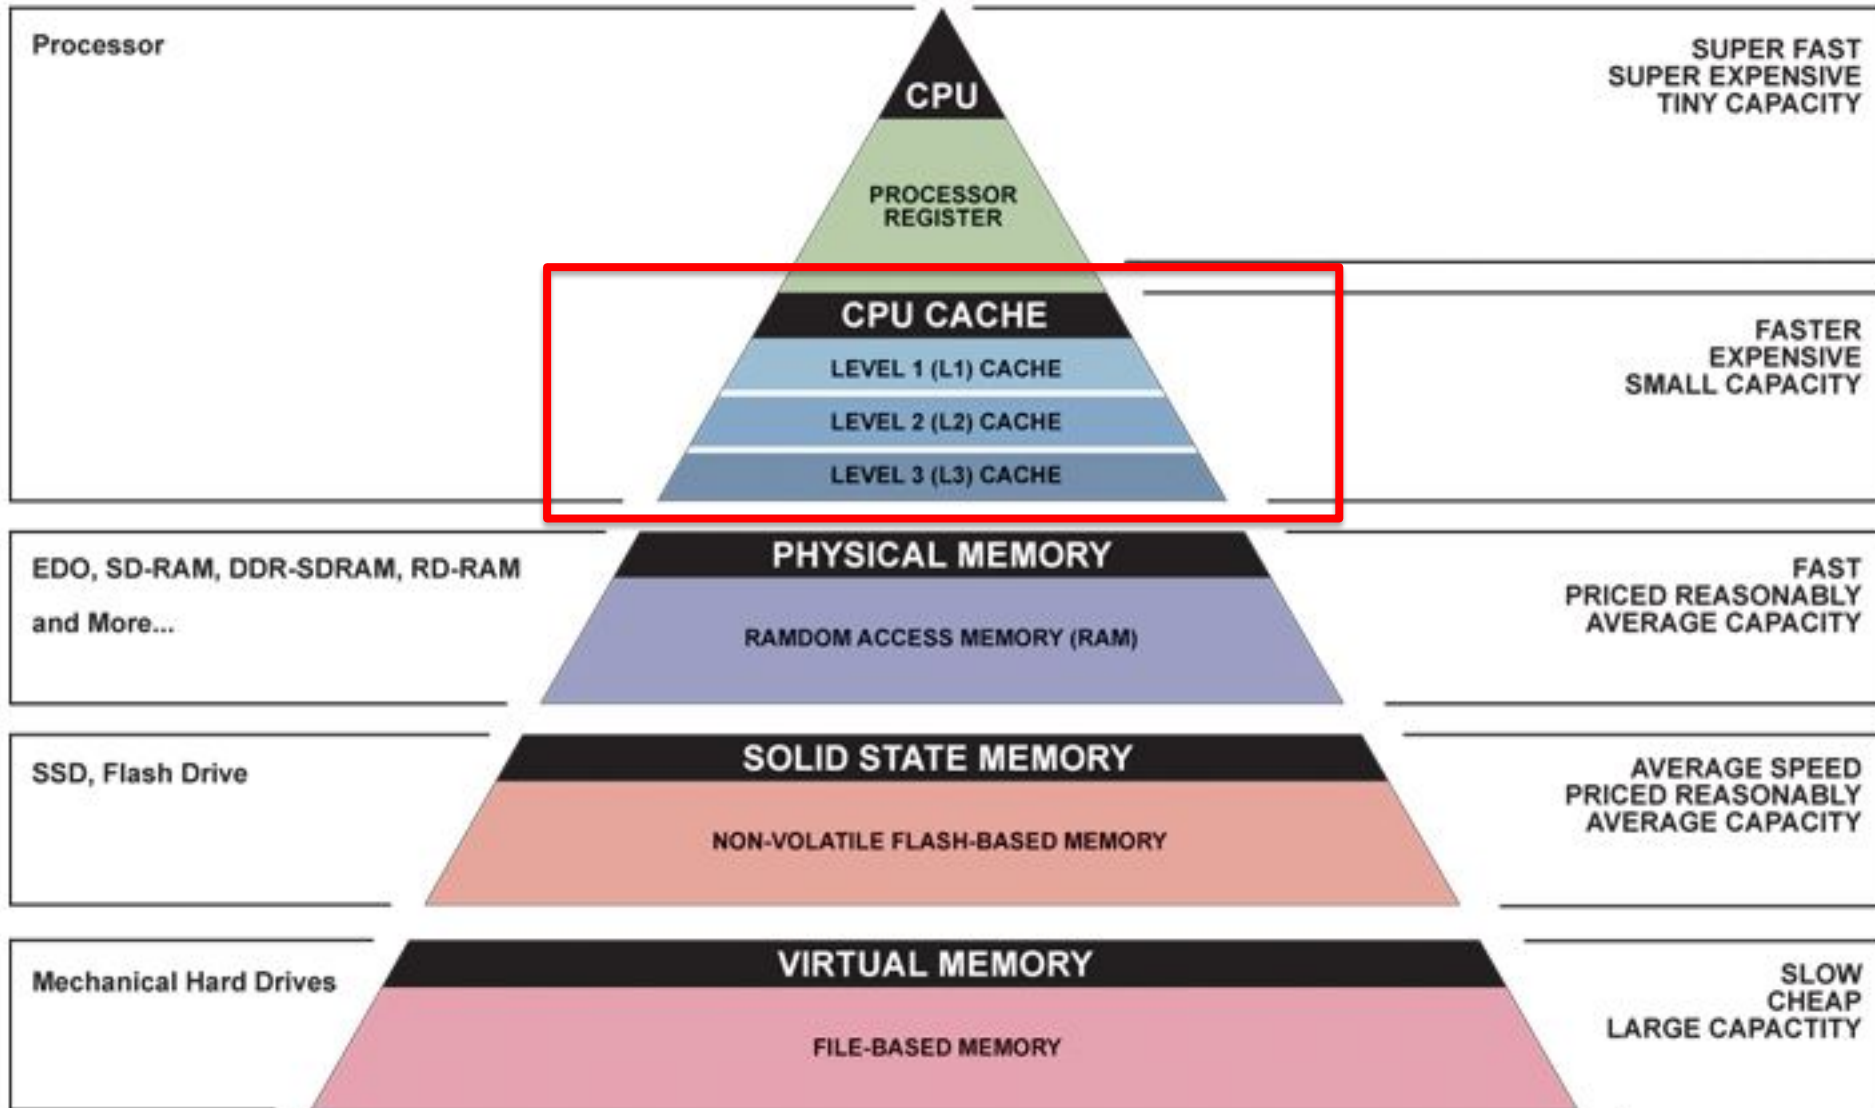 Processor
CPU
SUPER FAST
SUPER EXPENSIVE
TINY CAPACITY
PROCESSOR
REGISTER
CPU CACHE
LEVEL 1 (L1) CACHE
LEVEL 2 (L2) CACHE
LEVEL 3 (L3) CACHE
FASTER
EXPENSIVE
SMALL CAPACITY
EDO, SD-RAM, DDR-SDRAM, RD-RAM
and More...
PHYSICAL MEMORY
RAMDOM ACCESS MEMORY (RAM)
FAST
PRICED REASONABLY
AVERAGE CAPACITY
SSD, Flash Drive
SOLID STATE MEMORY
NON-VOLATILE FLASH-BASED MEMORY
AVERAGE SPEED
PRICED REASONABLY
AVERAGE CAPACITY
Mechanical Hard Drives
VIRTUAL MEMORY
FILE-BASED MEMORY
SLOW
CHEAP
LARGE CAPACTITY